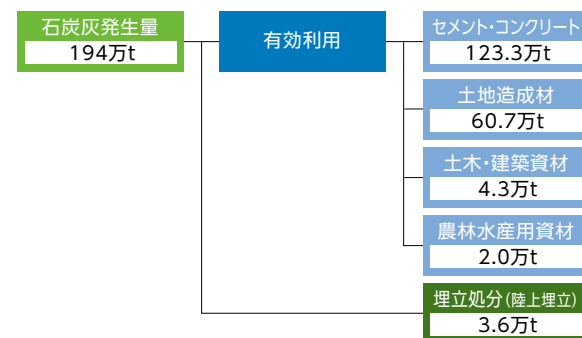 石炭灰発生量
194万t
有効利用
セメント・コンクリート
123.3万t
土地造成材
60.7万t
土木・建築資材
4.3万t
農林水産用資材
2.0万t
埋立処分(陸上埋立)
3.6万t